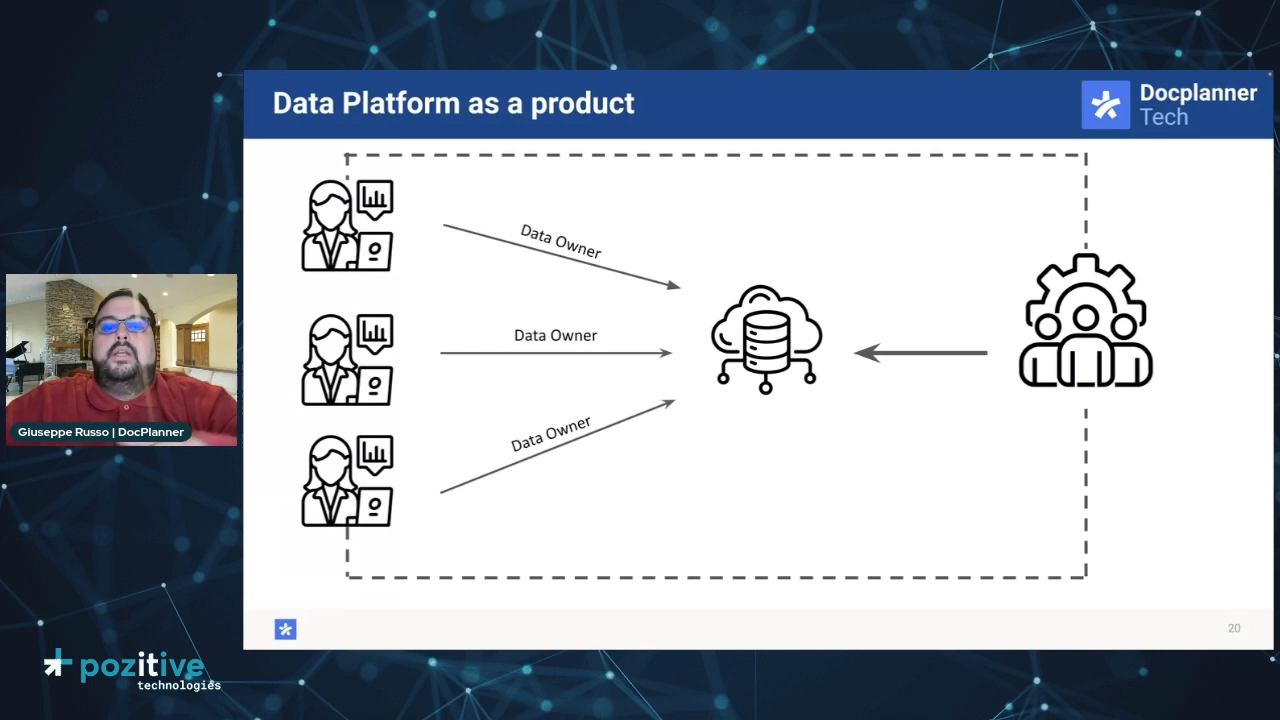 Data Platform as a product
Docplanner
Tech
Data Owner
Data Owner
Data Owner
Giuseppe Russo | DocPlanner
20
pozitive
technologies